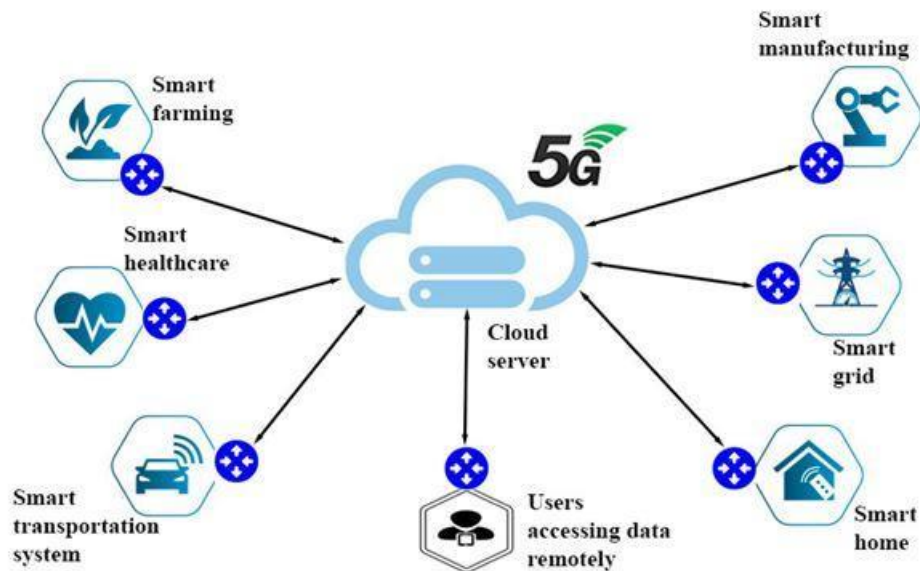 Smart
manufacturing
Smart
farming
5G
Smart
healthcare
Cloud
server
Smart
grid
Smart
transportation
system
Users
accessing data
remotely
Smart
home